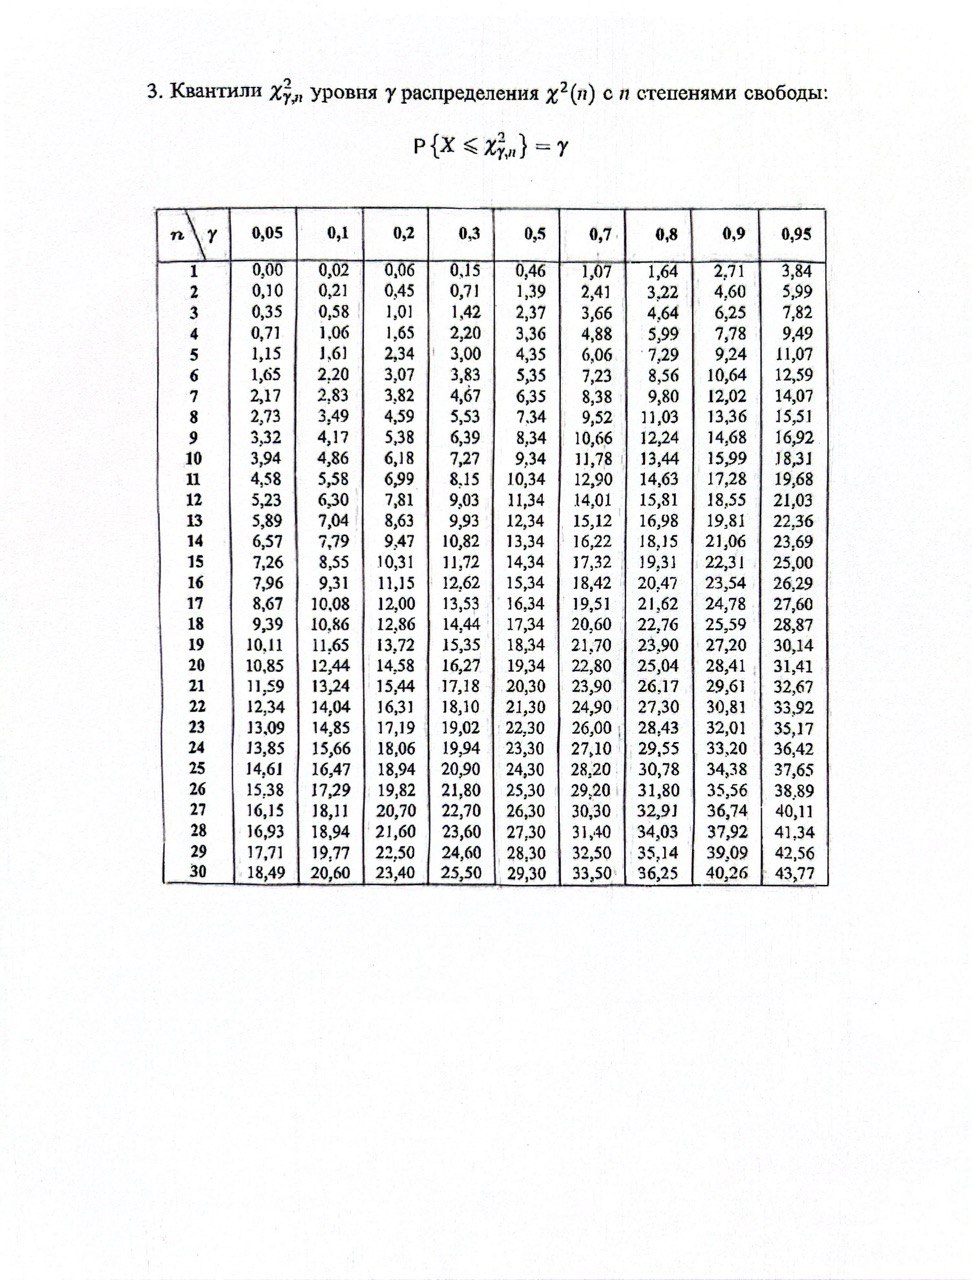 3. Квантили χ²γ,n уровня γ распределения χ²(n) с n степенями свободы:
P{X ⩽ χ²γ,n} = γ
n \ γ 0,05 0,1 0,2 0,3 0,5 0,7 0,8 0,9 0,95
1 0,00 0,02 0,06 0,15 0,46 1,07 1,64 2,71 3,84
2 0,10 0,21 0,45 0,71 1,39 2,41 3,22 4,60 5,99
3 0,35 0,58 1,01 1,42 2,37 3,66 4,64 6,25 7,82
4 0,71 1,06 1,65 2,20 3,36 4,88 5,99 7,78 9,49
5 1,15 1,61 2,34 3,00 4,35 6,06 7,29 9,24 11,07
6 1,65 2,20 3,07 3,83 5,35 7,23 8,56 10,64 12,59
7 2,17 2,83 3,82 4,67 6,35 8,38 9,80 12,02 14,07
8 2,73 3,49 4,59 5,53 7,34 9,52 11,03 13,36 15,51
9 3,32 4,17 5,38 6,39 8,34 10,66 12,24 14,68 16,92
10 3,94 4,86 6,18 7,27 9,34 11,78 13,44 15,99 18,31
11 4,58 5,58 6,99 8,15 10,34 12,90 14,63 17,28 19,68
12 5,23 6,30 7,81 9,03 11,34 14,01 15,81 18,55 21,03
13 5,89 7,04 8,63 9,93 12,34 15,12 16,98 19,81 22,36
14 6,57 7,79 9,47 10,82 13,34 16,22 18,15 21,06 23,69
15 7,26 8,55 10,31 11,72 14,34 17,32 19,31 22,31 25,00
16 7,96 9,31 11,15 12,62 15,34 18,42 20,47 23,54 26,29
17 8,67 10,08 12,00 13,53 16,34 19,51 21,62 24,78 27,60
18 9,39 10,86 12,86 14,44 17,34 20,60 22,76 25,59 28,87
19 10,11 11,65 13,72 15,35 18,34 21,70 23,90 27,20 30,14
20 10,85 12,44 14,58 16,27 19,34 22,80 25,04 28,41 31,41
21 11,59 13,24 15,44 17,18 20,30 23,90 26,17 29,61 32,67
22 12,34 14,04 16,31 18,10 21,30 24,90 27,30 30,81 33,92
23 13,09 14,85 17,19 19,02 22,30 26,00 28,43 32,01 35,17
24 13,85 15,66 18,06 19,94 23,30 27,10 29,55 33,20 36,42
25 14,61 16,47 18,94 20,90 24,30 28,20 30,78 34,38 37,65
26 15,38 17,29 19,82 21,80 25,30 29,20 31,80 35,56 38,89
27 16,15 18,11 20,70 22,70 26,30 30,30 32,91 36,74 40,11
28 16,93 18,94 21,60 23,60 27,30 31,40 34,03 37,92 41,34
29 17,71 19,77 22,50 24,60 28,30 32,50 35,14 39,09 42,56
30 18,49 20,60 23,40 25,50 29,30 33,50 36,25 40,26 43,77